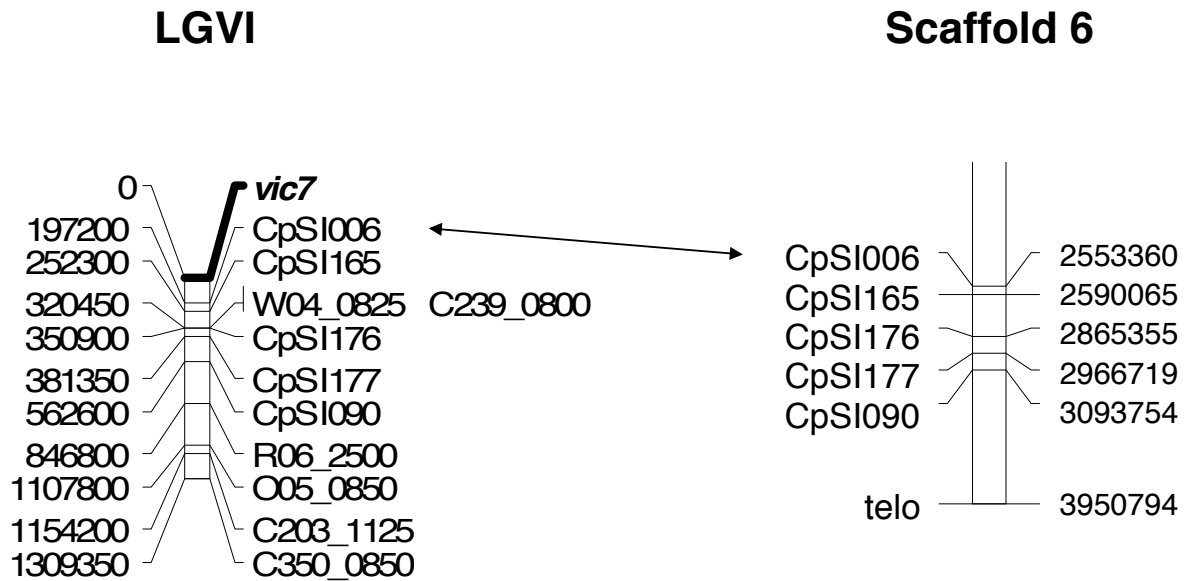 LGVI
0 vic7
197200 CpSI006
252300 CpSI165
320450 W04_0825 C239_0800
350900 CpSI176
381350 CpSI177
562600 CpSI090
846800 R06_2500
1107800 O05_0850
1154200 C203_1125
1309350 C350_0850
Scaffold 6
CpSI006 2553360
CpSI165 2590065
CpSI176 2865355
CpSI177 2966719
CpSI090 3093754
telo 3950794